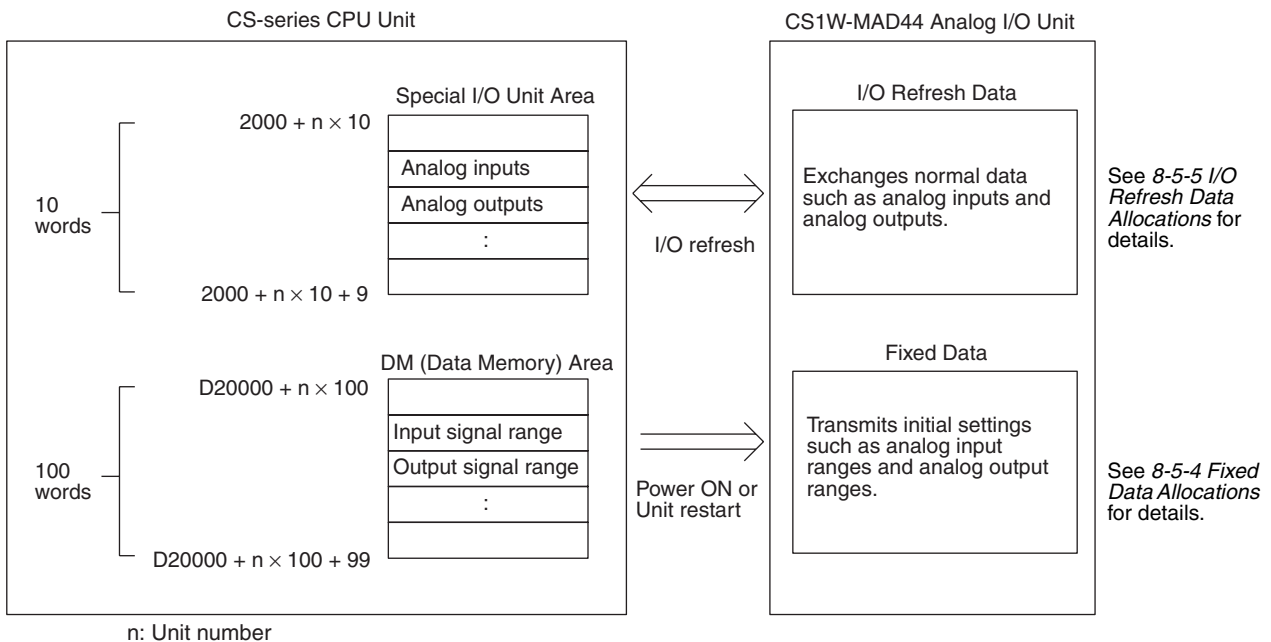 CS-series CPU Unit
CS1W-MAD44 Analog I/O Unit
Special I/O Unit Area
2000 + n × 10
Analog inputs
Analog outputs
:
2000 + n × 10 + 9
10
words
I/O refresh
I/O Refresh Data
Exchanges normal data
such as analog inputs and
analog outputs.
See 8-5-5 I/O
Refresh Data
Allocations for
details.
DM (Data Memory) Area
D20000 + n × 100
Input signal range
Output signal range
:
D20000 + n × 100 + 99
100
words
Power ON or
Unit restart
Fixed Data
Transmits initial settings
such as analog input
ranges and analog output
ranges.
See 8-5-4 Fixed
Data Allocations
for details.
n: Unit number